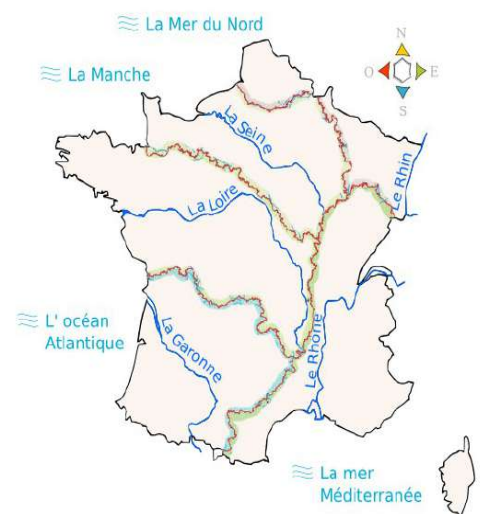 La Mer du Nord
N
La Manche
O
E
S
La Seine
Le Rhin
La Loire
L' océan
Atlantique
La Garonne
Le Rhône
La mer
Méditerranée